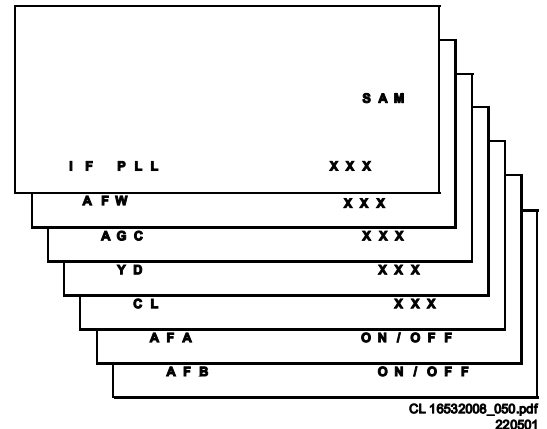 SAM
IF PLL XXX
AFW XXX
AGC XXX
YD XXX
CL XXX
AFA ON/OFF
AFB ON/OFF
CL 16532008_050.pdf
220501